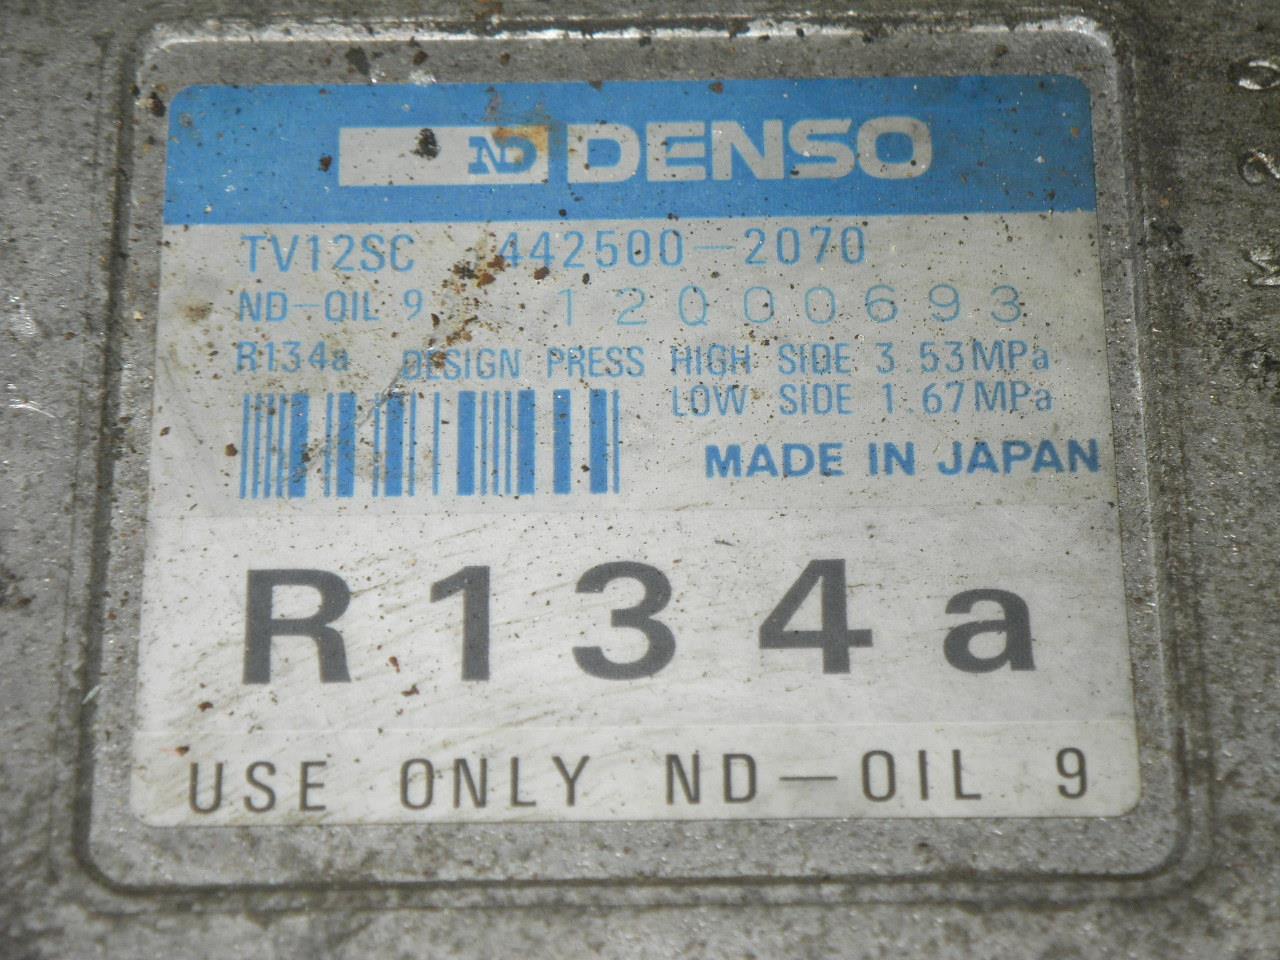 ND DENSO
TV12SC 442500-2070
ND-OIL 9 12Q00693
R134a DESIGN PRESS HIGH SIDE 3.53MPa
LOW SIDE 1.67MPa
MADE IN JAPAN
R134a
USE ONLY ND-OIL 9